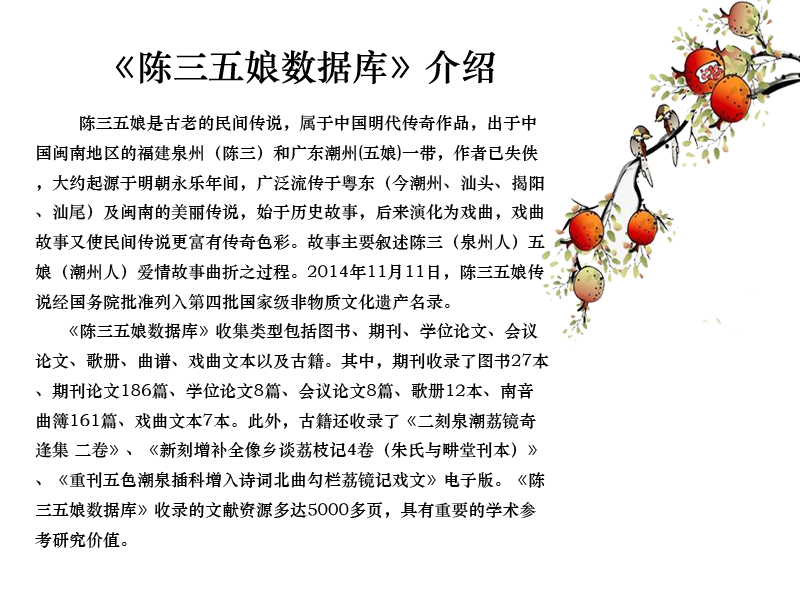 《陈三五娘数据库》介绍
陈三五娘是古老的民间传说，属于中国明代传奇作品，出于中
国闽南地区的福建泉州（陈三）和广东潮州(五娘)一带，作者已失佚
，大约起源于明朝永乐年间，广泛流传于粤东（今潮州、汕头、揭阳
、汕尾）及闽南的美丽传说，始于历史故事，后来演化为戏曲，戏曲
故事又使民间传说更富有传奇色彩。故事主要叙述陈三（泉州人）五
娘（潮州人）爱情故事曲折之过程。2014年11月11日，陈三五娘传
说经国务院批准列入第四批国家级非物质文化遗产名录。
《陈三五娘数据库》收集类型包括图书、期刊、学位论文、会议
论文、歌册、曲谱、戏曲文本以及古籍。其中，期刊收录了图书27本
、期刊论文186篇、学位论文8篇、会议论文8篇、歌册12本、南音
曲簿161篇、戏曲文本7本。此外，古籍还收录了《二刻泉潮荔镜奇
逢集 二卷》、《新刻增补全像乡谈荔枝记4卷（朱氏与畊堂刊本）》
、《重刊五色潮泉插科增入诗词北曲勾栏荔镜记戏文》电子版。《陈
三五娘数据库》收录的文献资源多达5000多页，具有重要的学术参
考研究价值。